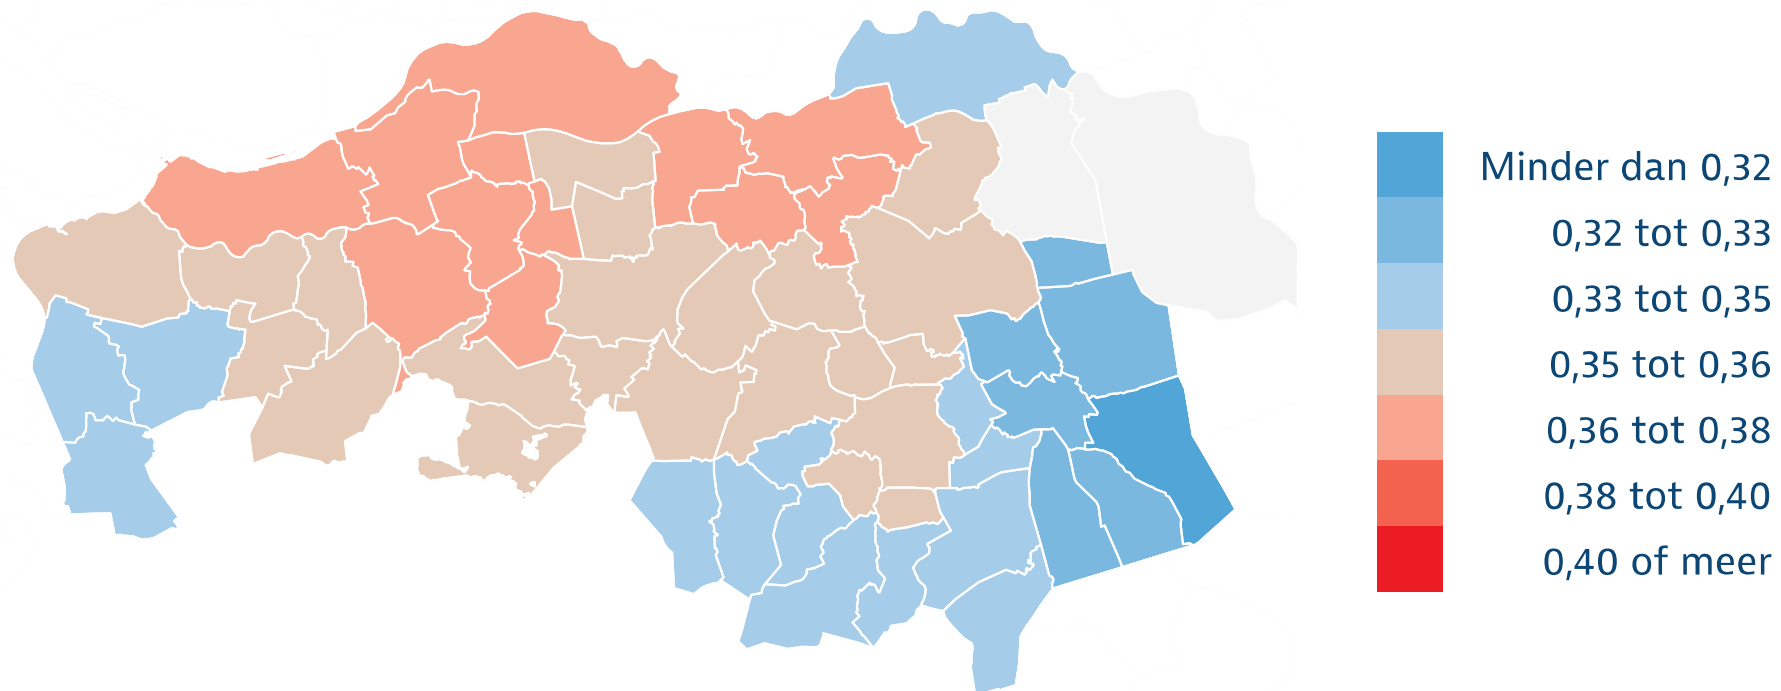 Minder dan 0,32
0,32 tot 0,33
0,33 tot 0,35
0,35 tot 0,36
0,36 tot 0,38
0,38 tot 0,40
0,40 of meer